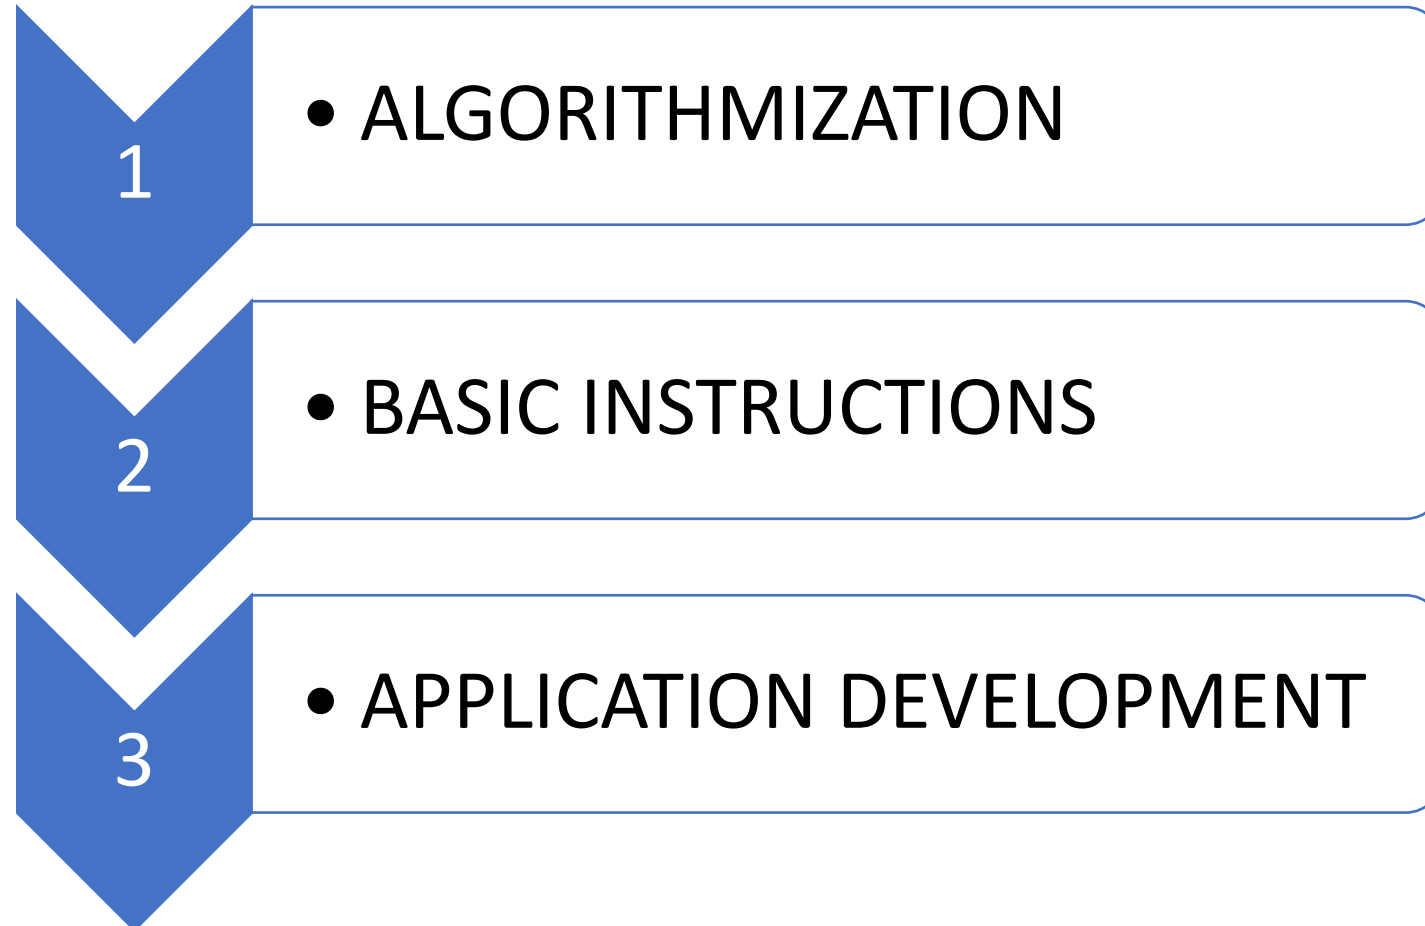 1
• ALGORITHMIZATION
2
• BASIC INSTRUCTIONS
3
• APPLICATION DEVELOPMENT